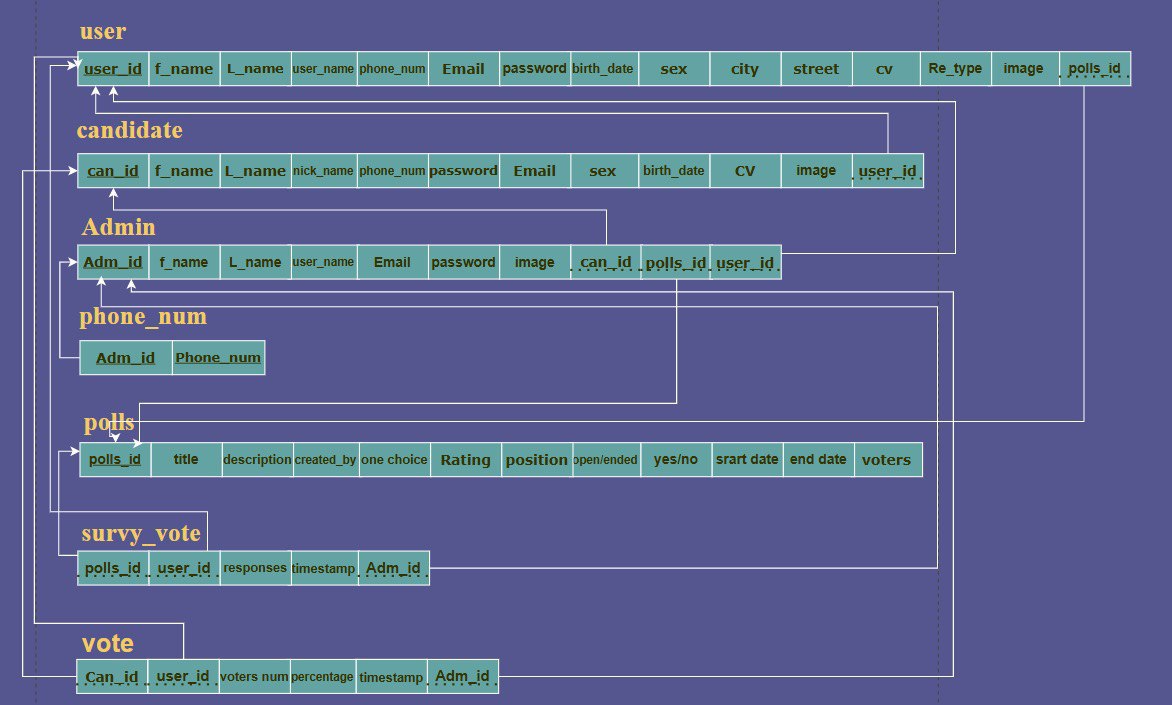 user
user_id f_name L_name user_name phone_num Email password birth_date sex city street cv Re_type image polls_id
candidate
can_id f_name L_name nick_name phone_num password Email sex birth_date CV image user_id
Admin
Adm_id f_name L_name user_name Email password image can_id polls_id user_id
phone_num
Adm_id Phone_num
polls
polls_id title description created_by one choice Rating position open/ended yes/no srart date end date voters
survy_vote
polls_id user_id responses timestamp Adm_id
vote
Can_id user_id voters num percentage timestamp Adm_id